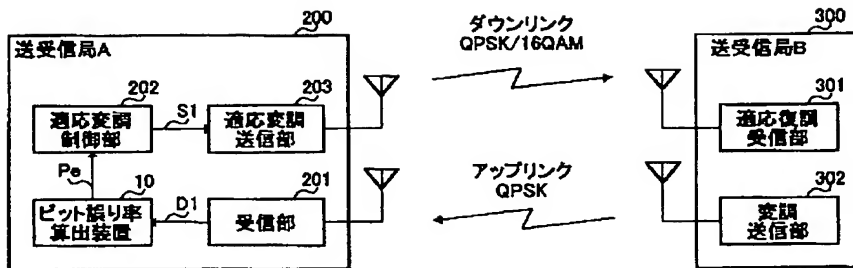 200
送受信局A
202
適応変調
制御部
S1
203
適応変調
送信部
Pe
10
ビット誤り率
算出装置
D1
201
受信部
ダウンリンク
QPSK/16QAM
アップリンク
QPSK
300
送受信局B
301
適応復調
受信部
302
変調
送信部